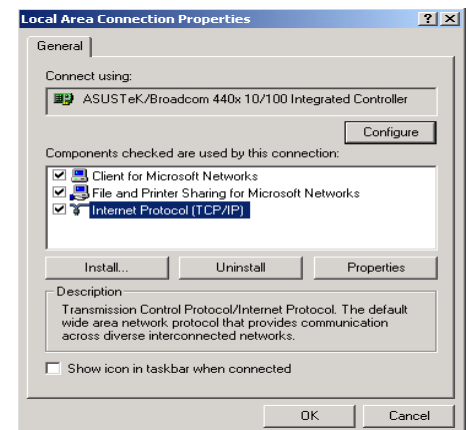 Local Area Connection Properties
General
Connect using:
ASUSTeK/Broadcom 440x 10/100 Integrated Controller
Configure
Components checked are used by this connection:
Client for Microsoft Networks
File and Printer Sharing for Microsoft Networks
Internet Protocol (TCP/IP)
Install...
Uninstall
Properties
Description
Transmission Control Protocol/Internet Protocol. The default
wide area network protocol that provides communication
across diverse interconnected networks.
Show icon in taskbar when connected
OK
Cancel